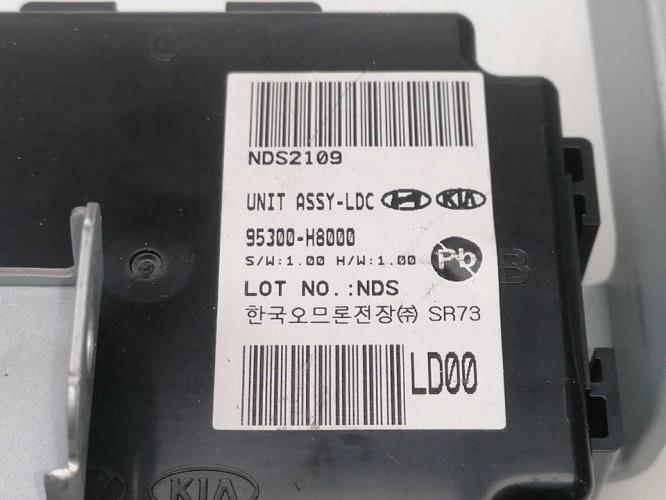 C
NDS2109
UNIT ASSY-LDC KIA
95300-H8000
S/W:1.00 H/W:1.00 Pb
B
LOT NO.:NDS
한국오므론전장㈜ SR73
LD00
KIA